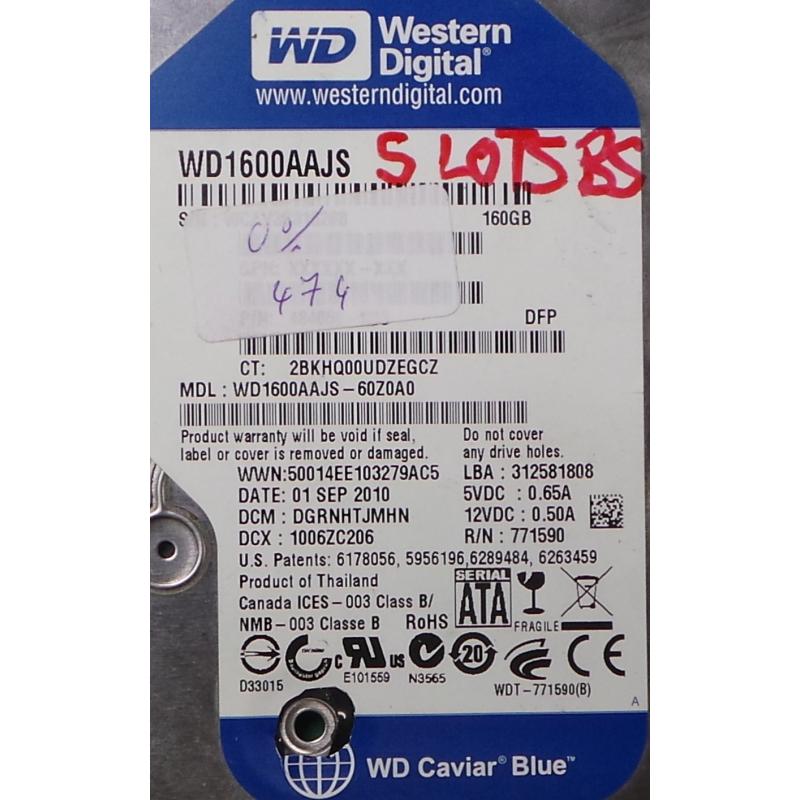 WD Western Digital®
www.westerndigital.com
WD1600AAJS
S LOTS BS
160GB
0%
474
DFP
CT: 2BKHQ00UDZEGCZ
MDL : WD1600AAJS-60Z0A0
Product warranty will be void if seal,
label or cover is removed or damaged.
Do not cover
any drive holes.
WWN:50014EE103279AC5
LBA : 312581808
DATE: 01 SEP 2010
5VDC : 0.65A
DCM : DGRNHTJMHN
12VDC : 0.50A
DCX : 1006ZC206
R/N : 771590
U.S. Patents: 6178056, 5956196,6289484, 6263459
Product of Thailand
Canada ICES-003 Class B/
NMB-003 Classe B
RoHS
SERIAL
ATA
FRAGILE
D33015
E101559
N3565
20
WDT-771590(B)
A
WD Caviar® Blue™